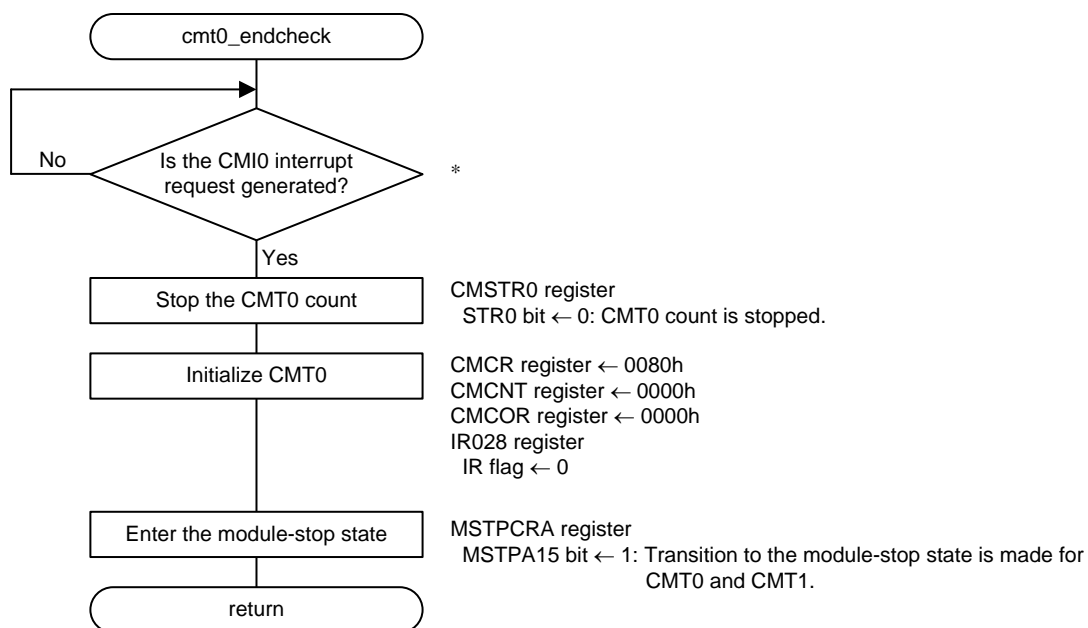 cmt0_endcheck
No
Is the CMI0 interrupt
request generated?
*
Yes
Stop the CMT0 count
CMSTR0 register
STR0 bit ← 0: CMT0 count is stopped.
Initialize CMT0
CMCR register ← 0080h
CMCNT register ← 0000h
CMCOR register ← 0000h
IR028 register
IR flag ← 0
Enter the module-stop state
MSTPCRA register
MSTPA15 bit ← 1: Transition to the module-stop state is made for
CMT0 and CMT1.
return